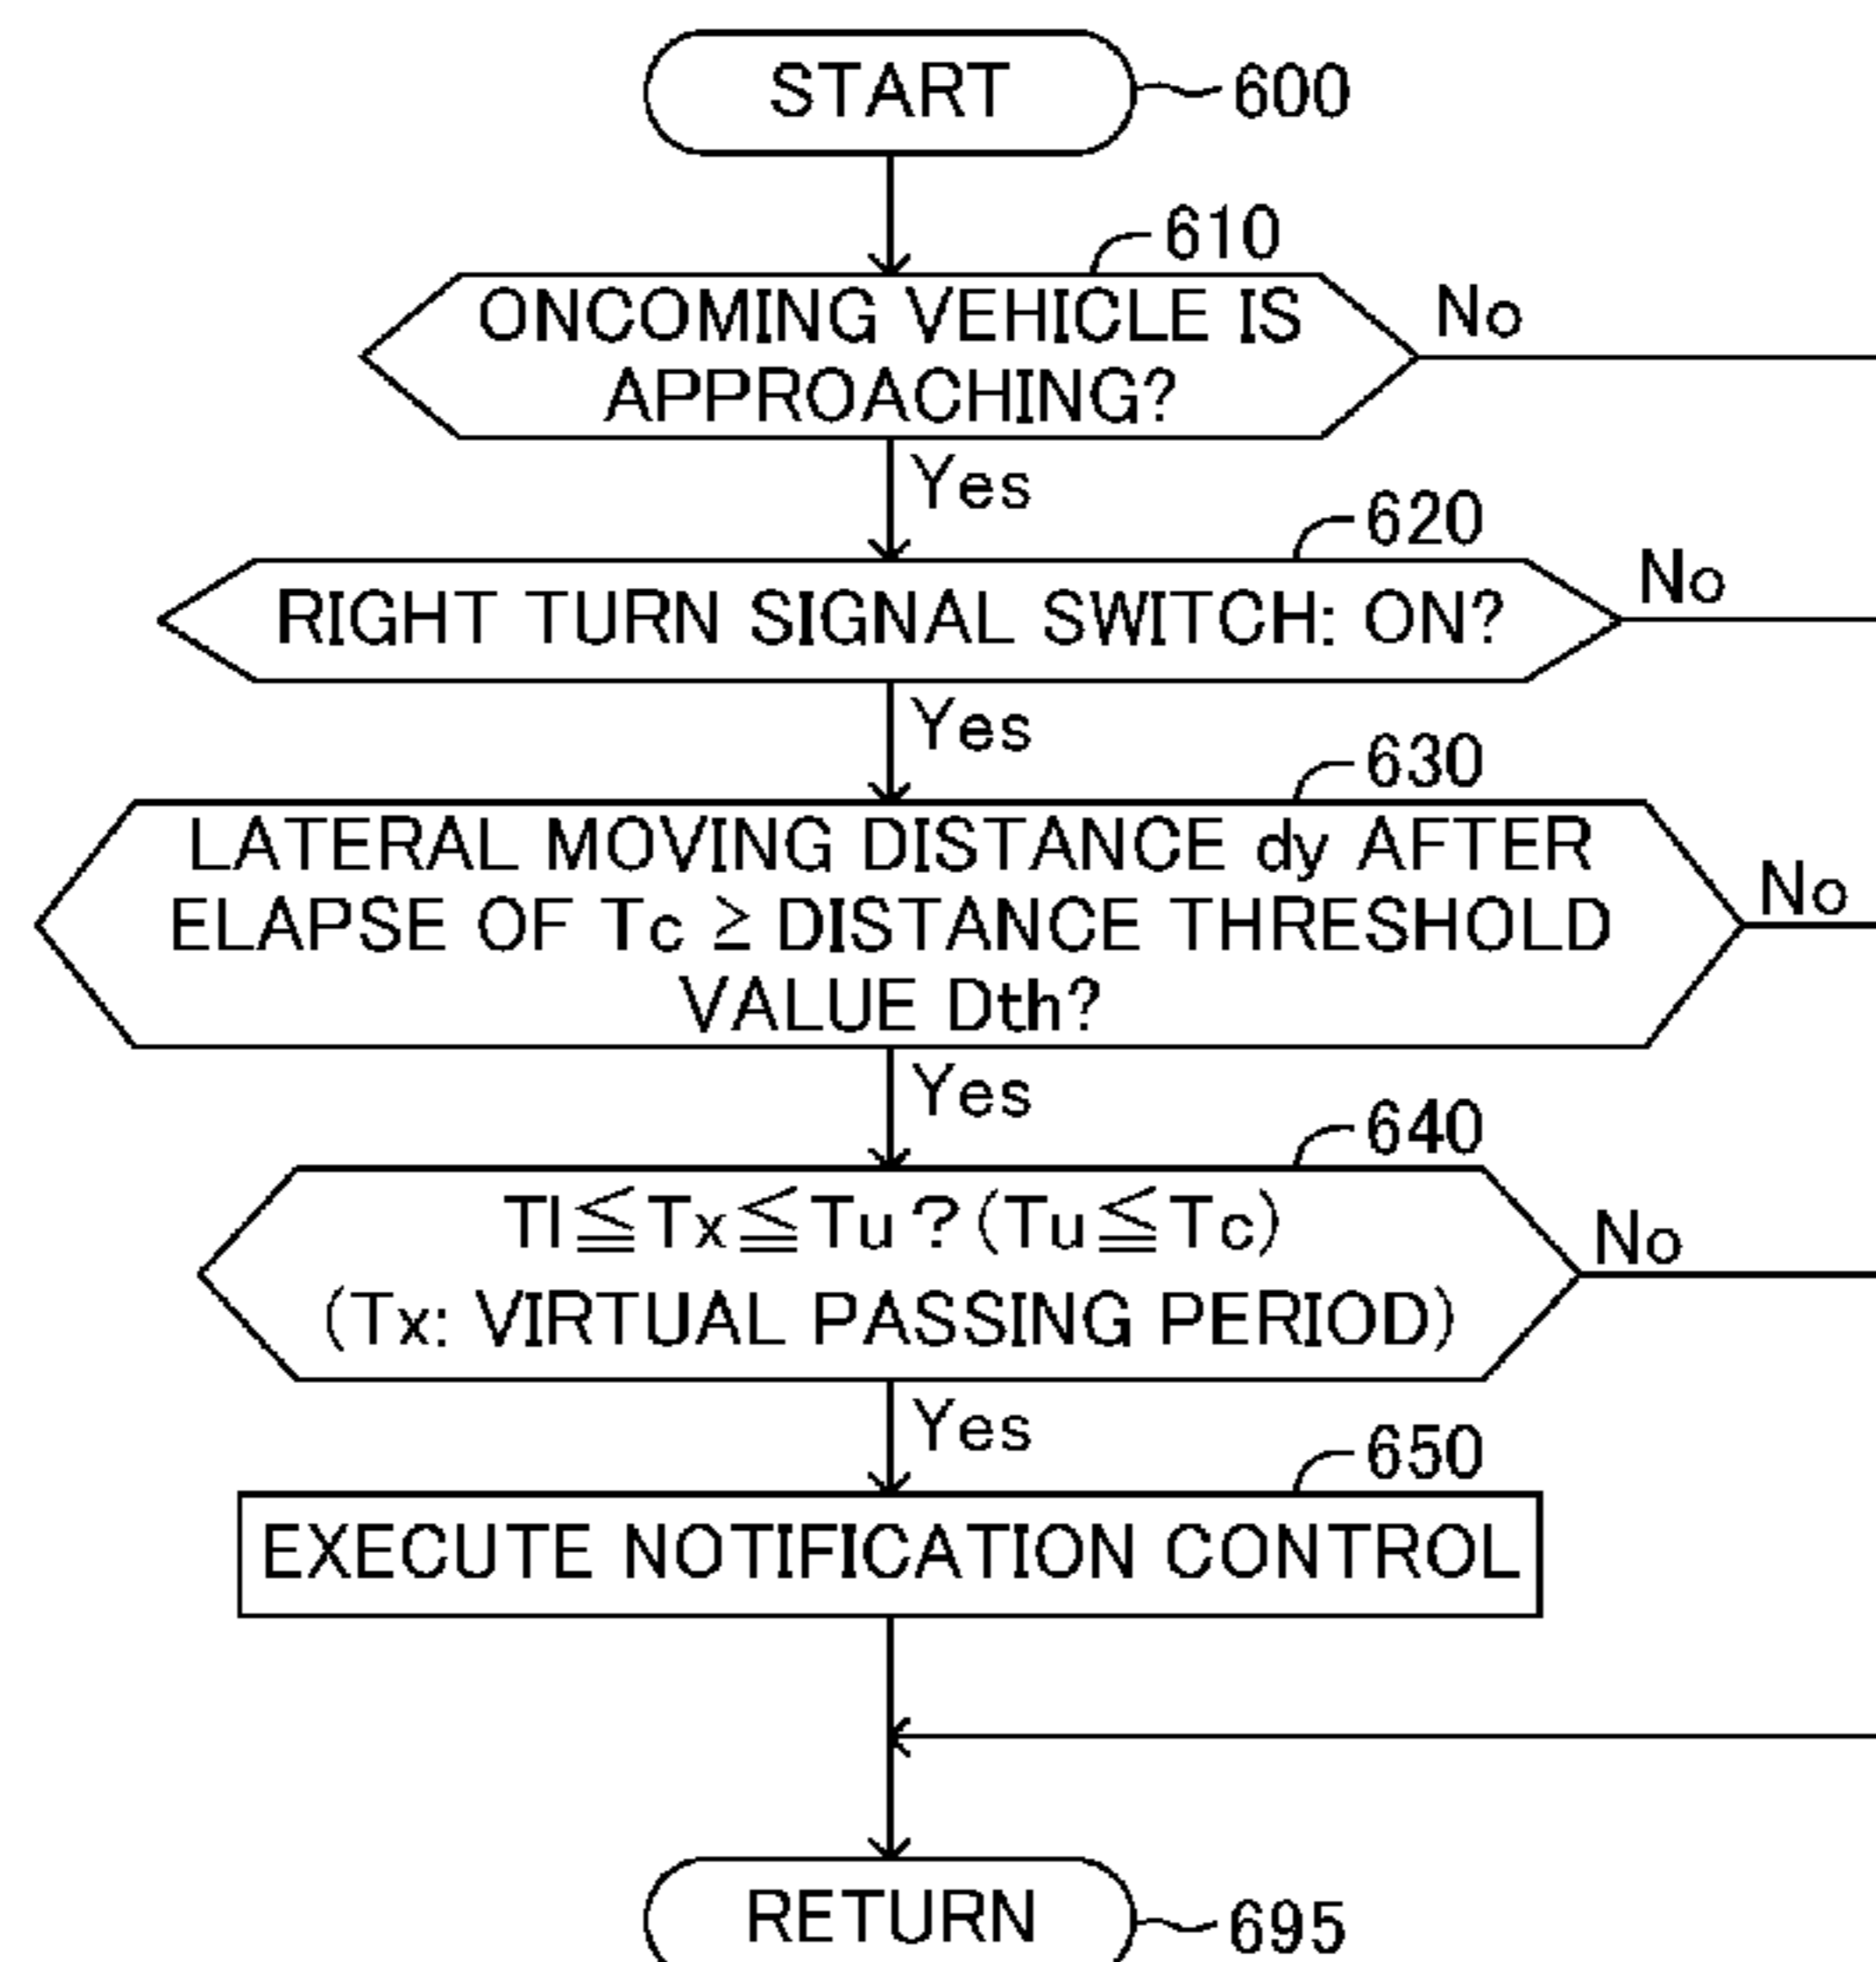 START
600
610
ONCOMING VEHICLE IS
APPROACHING?
No
Yes
620
RIGHT TURN SIGNAL SWITCH: ON?
No
Yes
630
LATERAL MOVING DISTANCE dy AFTER
ELAPSE OF Tc ≥ DISTANCE THRESHOLD
VALUE Dth?
No
Yes
640
Tl≦Tx≦Tu?(Tu≦Tc)
(Tx: VIRTUAL PASSING PERIOD)
No
Yes
650
EXECUTE NOTIFICATION CONTROL
RETURN
695